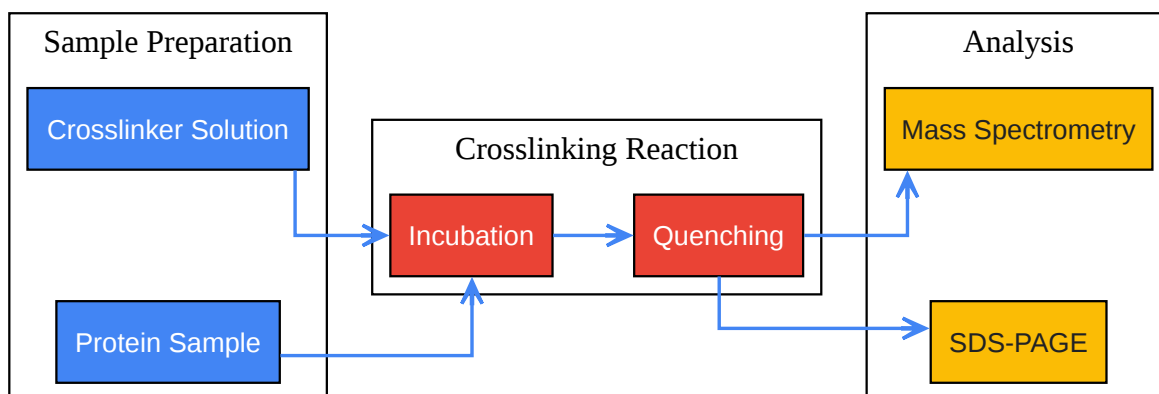 Sample Preparation
Crosslinker Solution
Protein Sample
Crosslinking Reaction
Incubation
Quenching
Analysis
Mass Spectrometry
SDS-PAGE